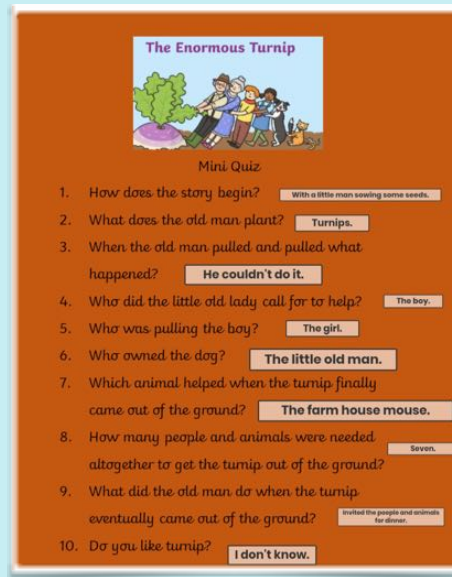 The Enormous Turnip
Mini Quiz
1. How does the story begin? With a little man sowing some seeds.
2. What does the old man plant? Turnips.
3. When the old man pulled and pulled what
happened? He couldn't do it.
4. Who did the little old lady call for to help? The boy.
5. Who was pulling the boy? The girl.
6. Who owned the dog? The little old man.
7. Which animal helped when the turnip finally
came out of the ground? The farm house mouse.
8. How many people and animals were needed
Seven.
altogether to get the turnip out of the ground?
9. What did the old man do when the turnip
eventually came out of the ground? Invited the people and animals
for dinner.
10. Do you like turnip? I don't know.